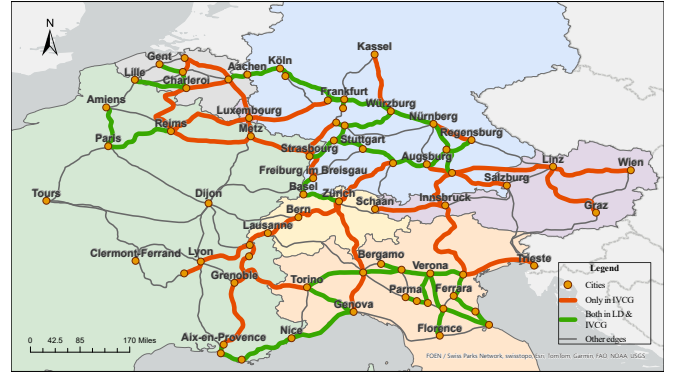 N
Kassel
Gent
Aachen
Köln
Lille
Charleroi
Frankfurt
Amiens
Luxembourg
Würzburg
Reims
Metz
Nürnberg
Paris
Stuttgart
Regensburg
Strasbourg
Augsburg
Linz
Wien
Freiburg im Breisgau
Salzburg
Tours
Dijon
Basel
Zürich
Schaan
Innsbruck
Graz
Bern
Lausanne
Clermont-Ferrand
Lyon
Bergamo
Verona
Trieste
Grenoble
Torino
Parma
Ferrara
Genova
Aix-en-Provence
Nice
Florence
Legend
Cities
Only in IVCG
Both in LD &
IVCG
Other edges
0 42.5 85 170 Miles
FOEN / Swiss Parks Network, swisstopo, Esri, TomTom, Garmin, FAO, NOAA, USGS